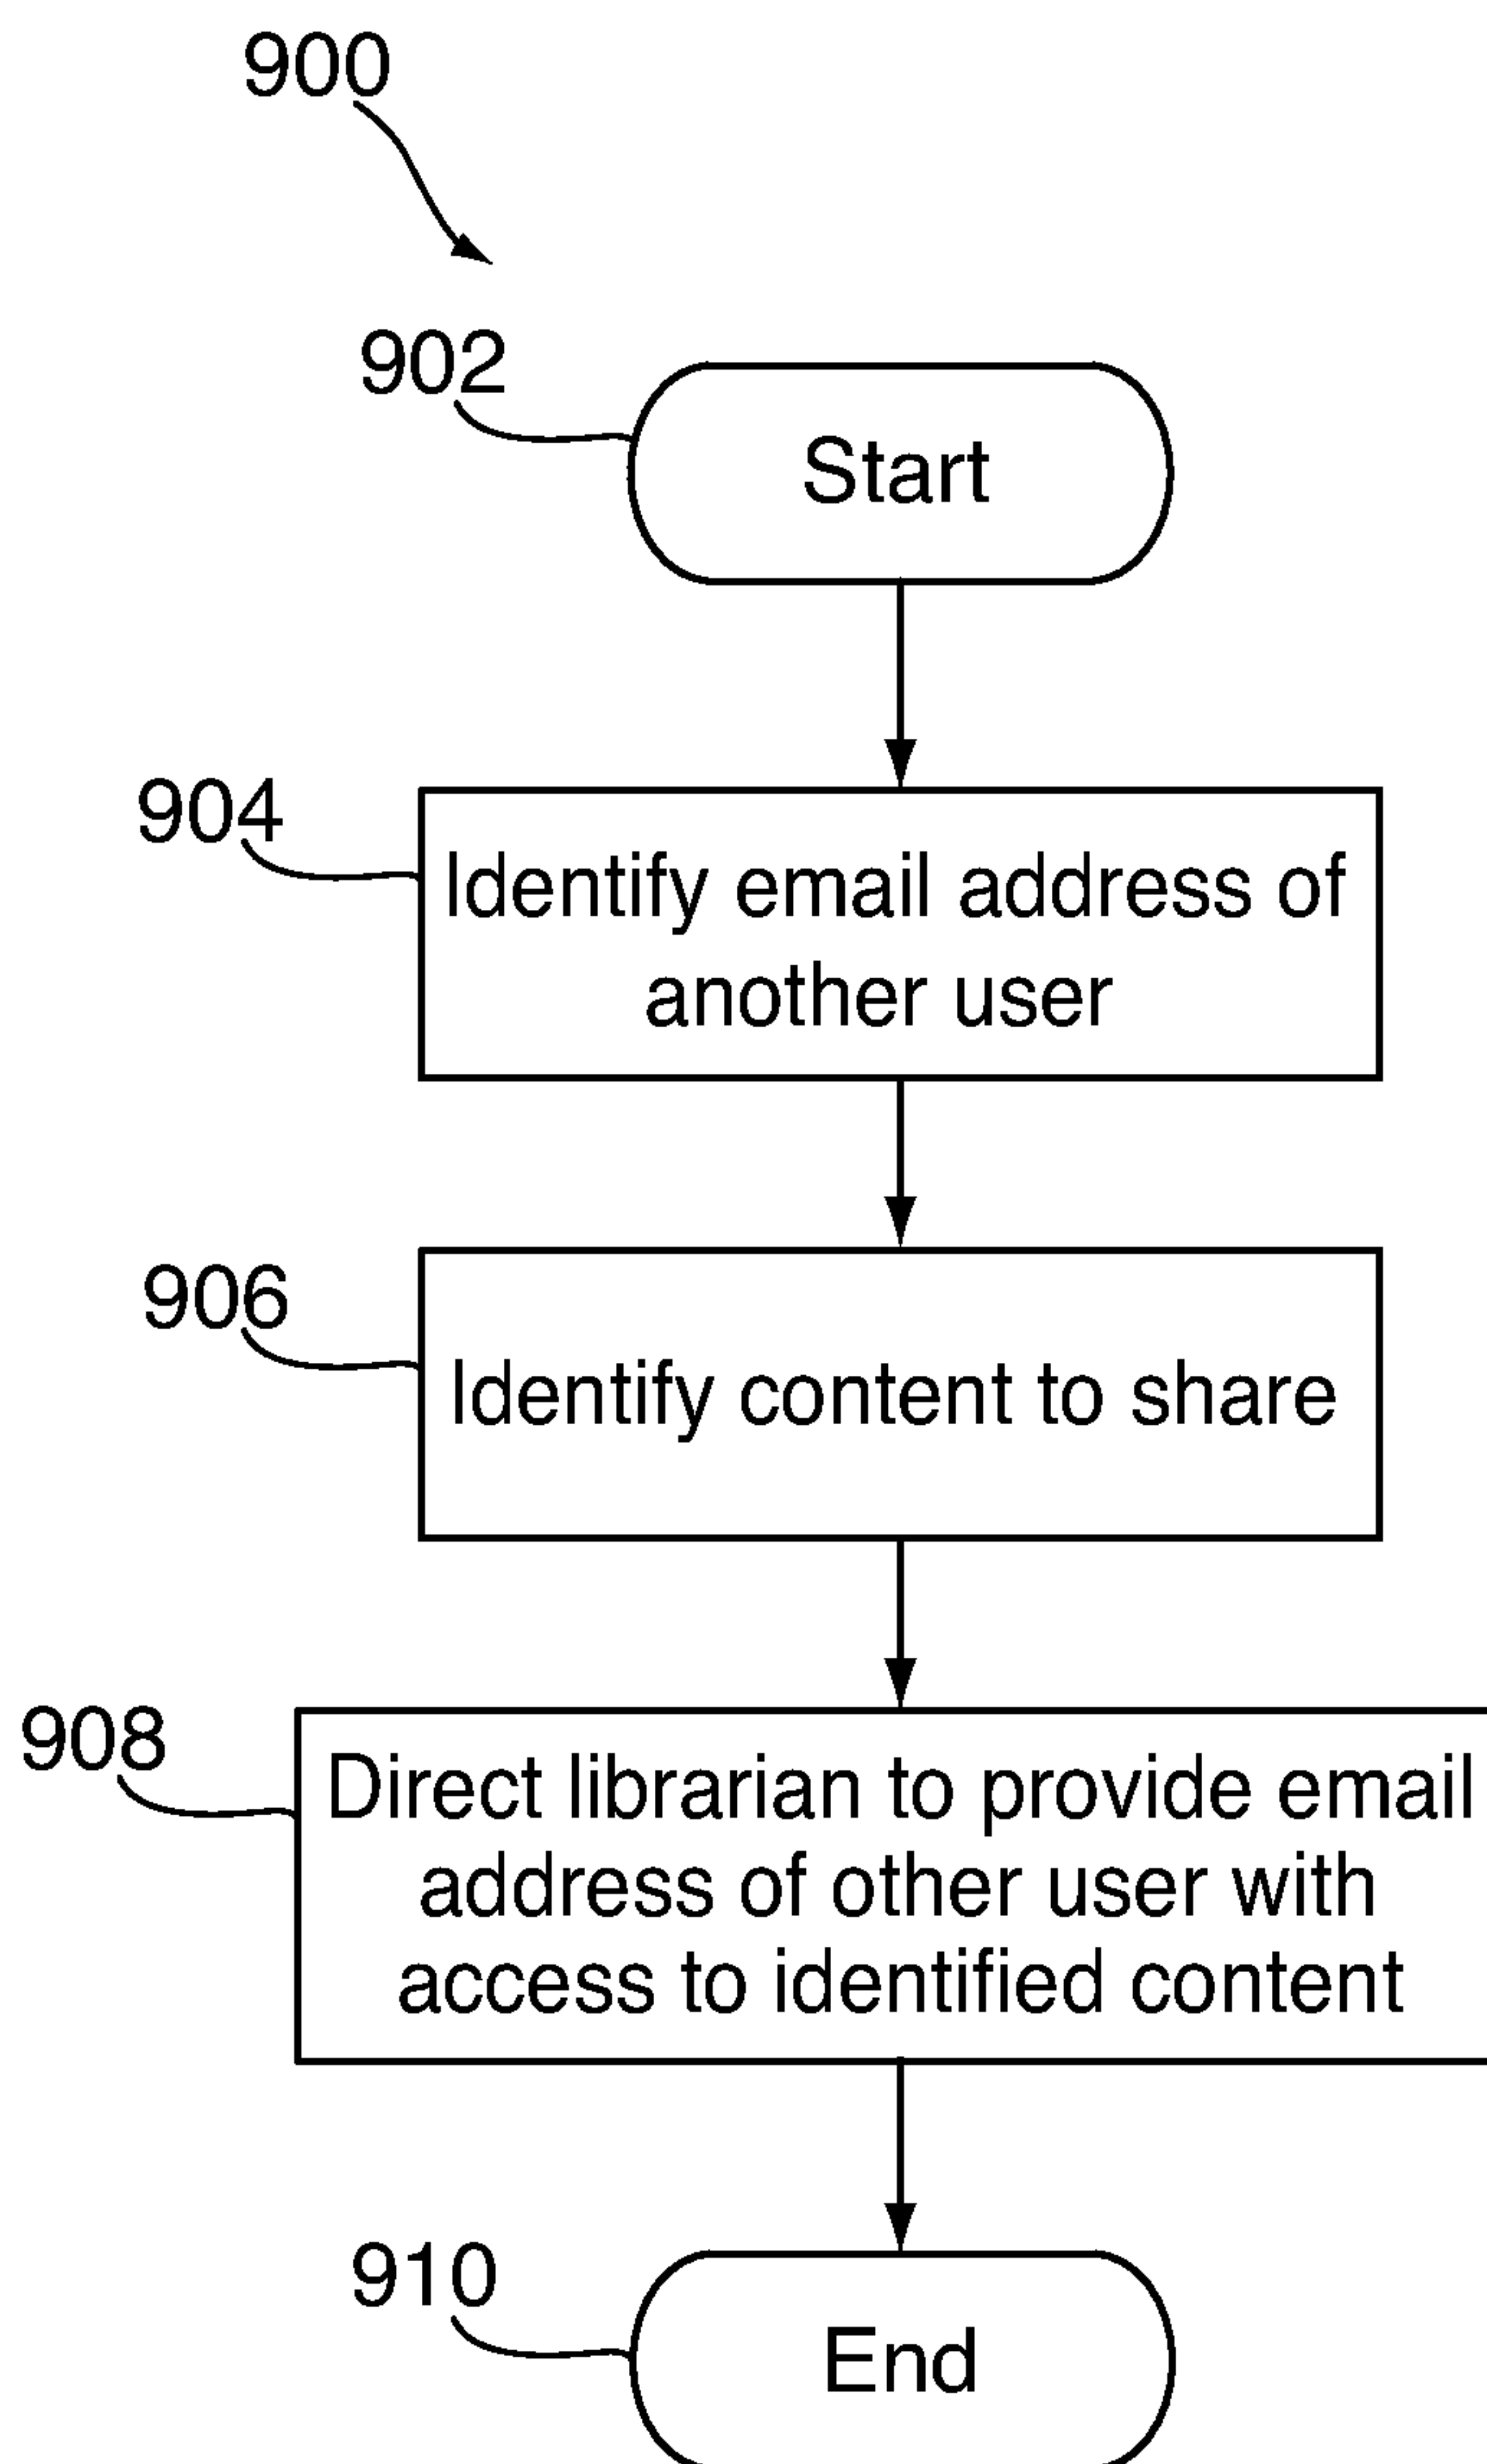 900
902
Start
904
Identify email address of
another user
906
Identify content to share
908
Direct librarian to provide email
address of other user with
access to identified content
910
End